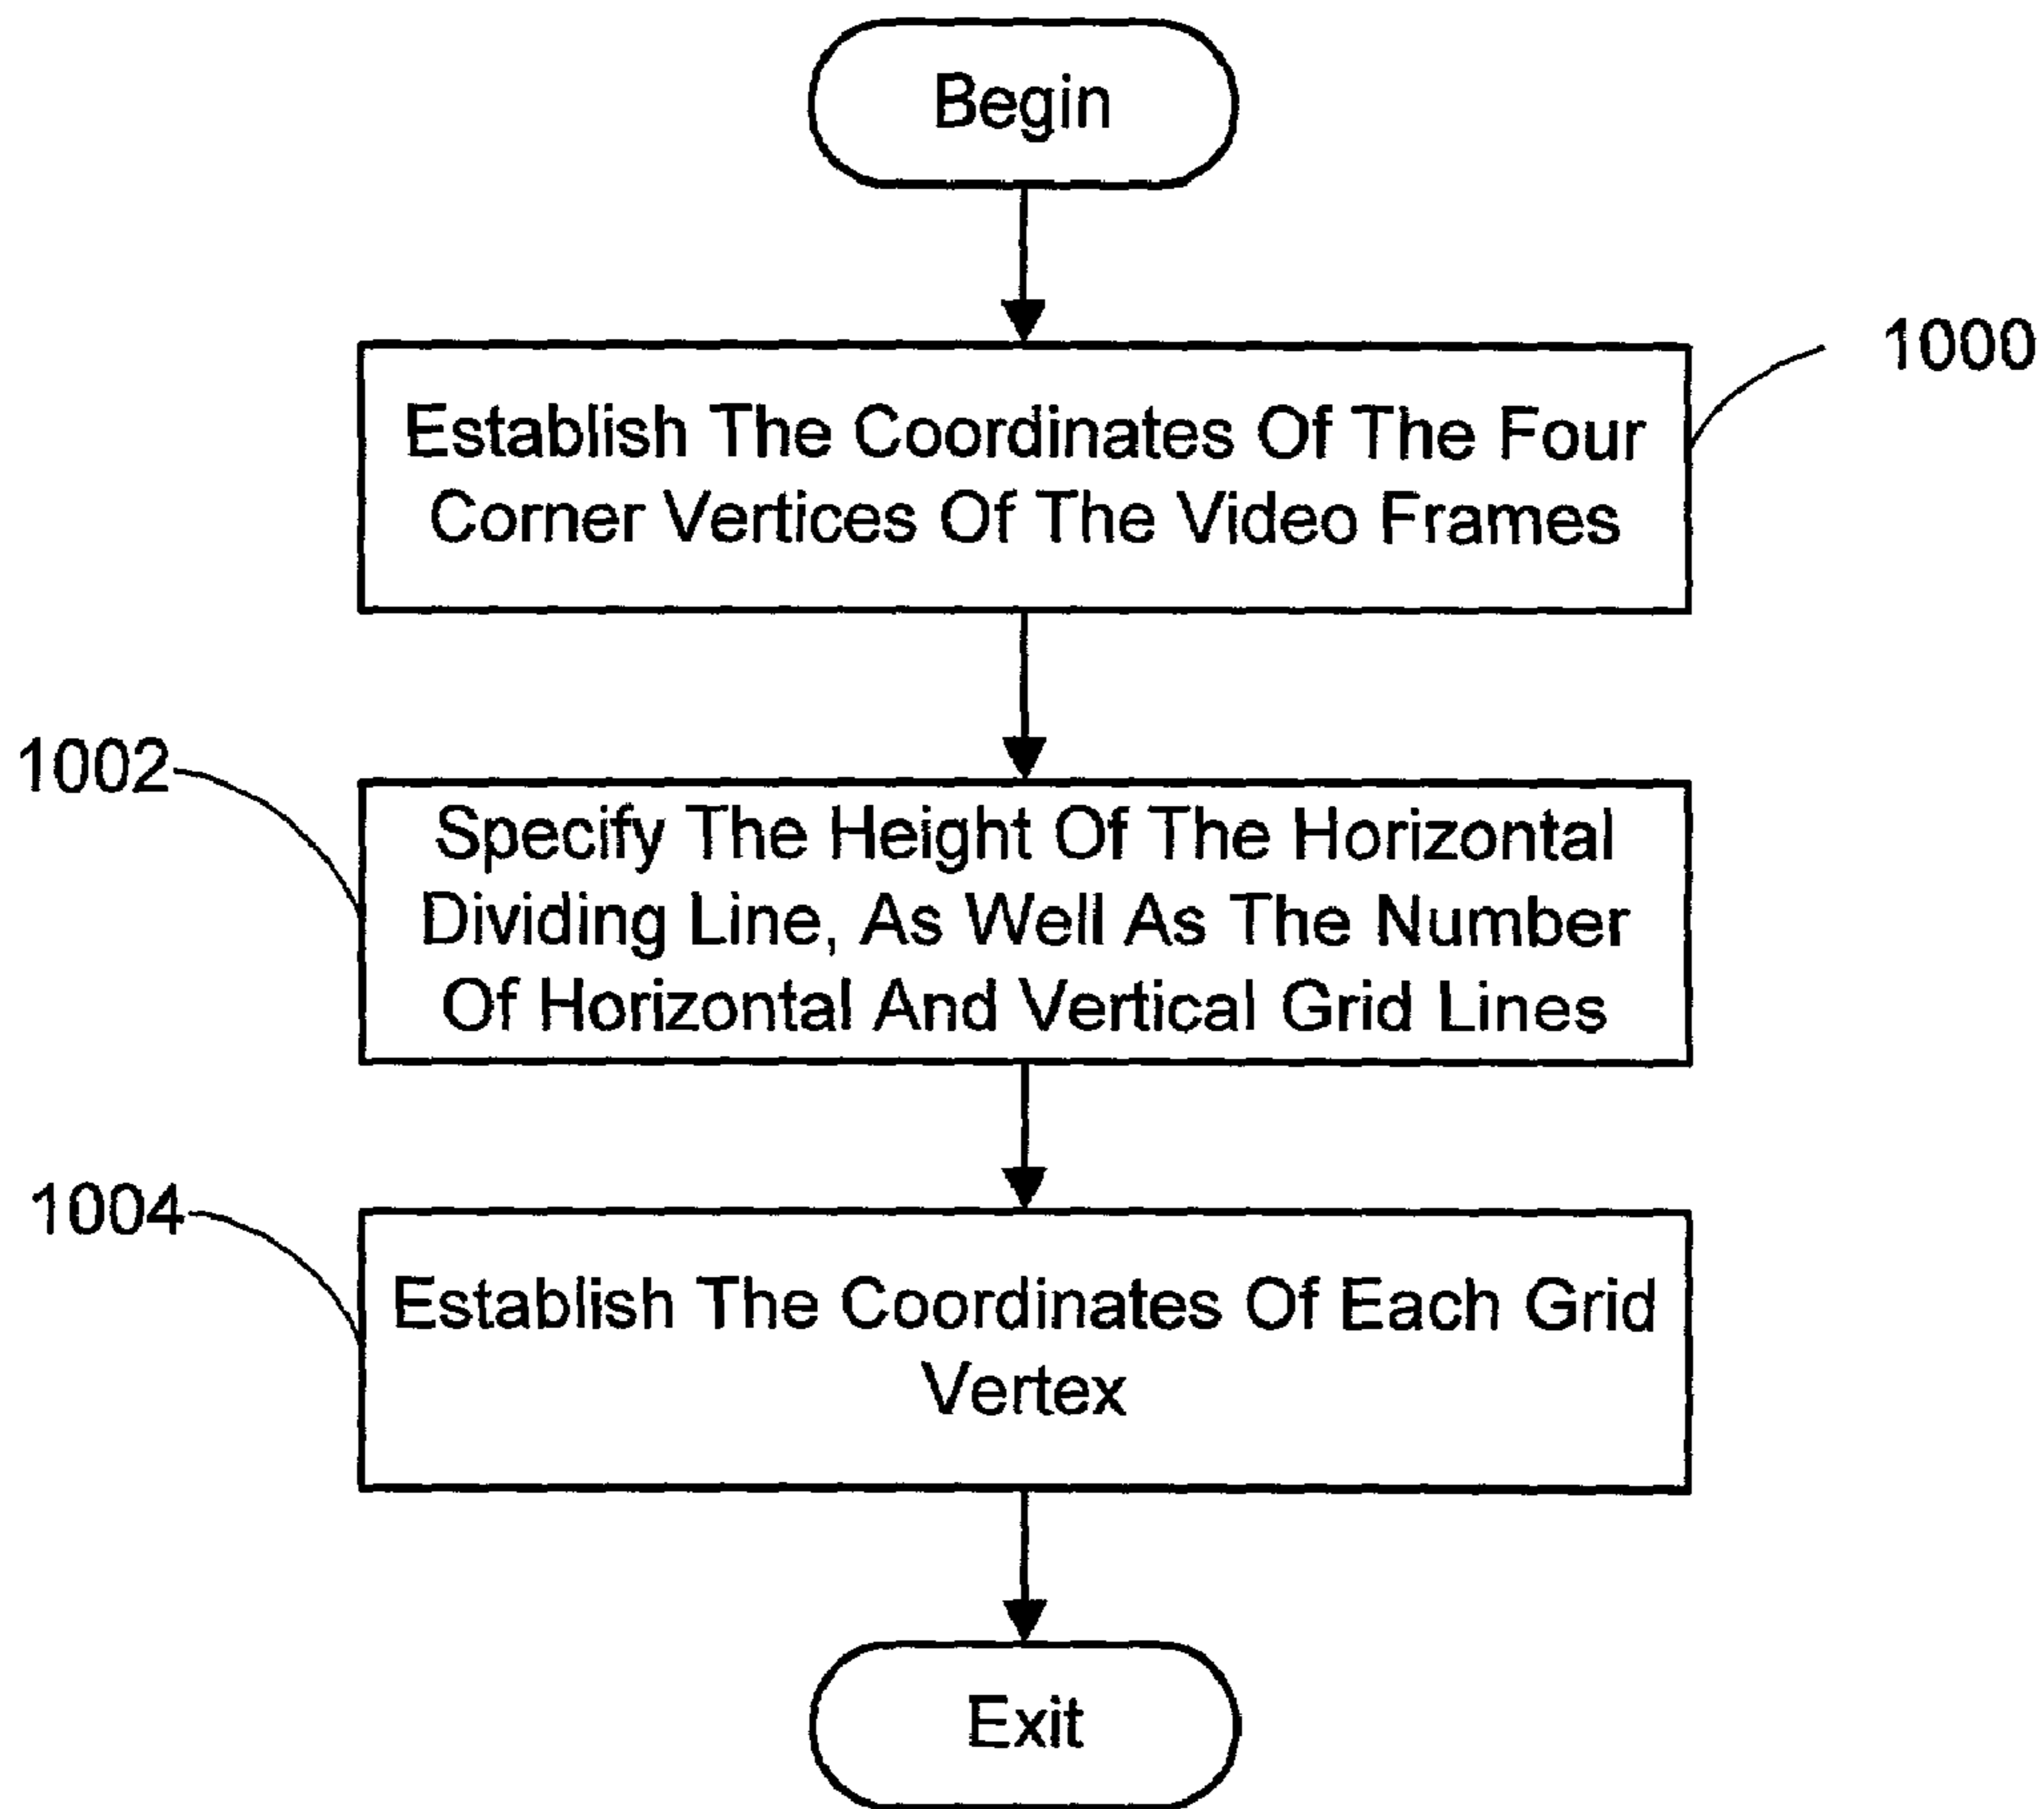 Begin
1000
Establish The Coordinates Of The Four
Corner Vertices Of The Video Frames
1002
Specify The Height Of The Horizontal
Dividing Line, As Well As The Number
Of Horizontal And Vertical Grid Lines
1004
Establish The Coordinates Of Each Grid
Vertex
Exit